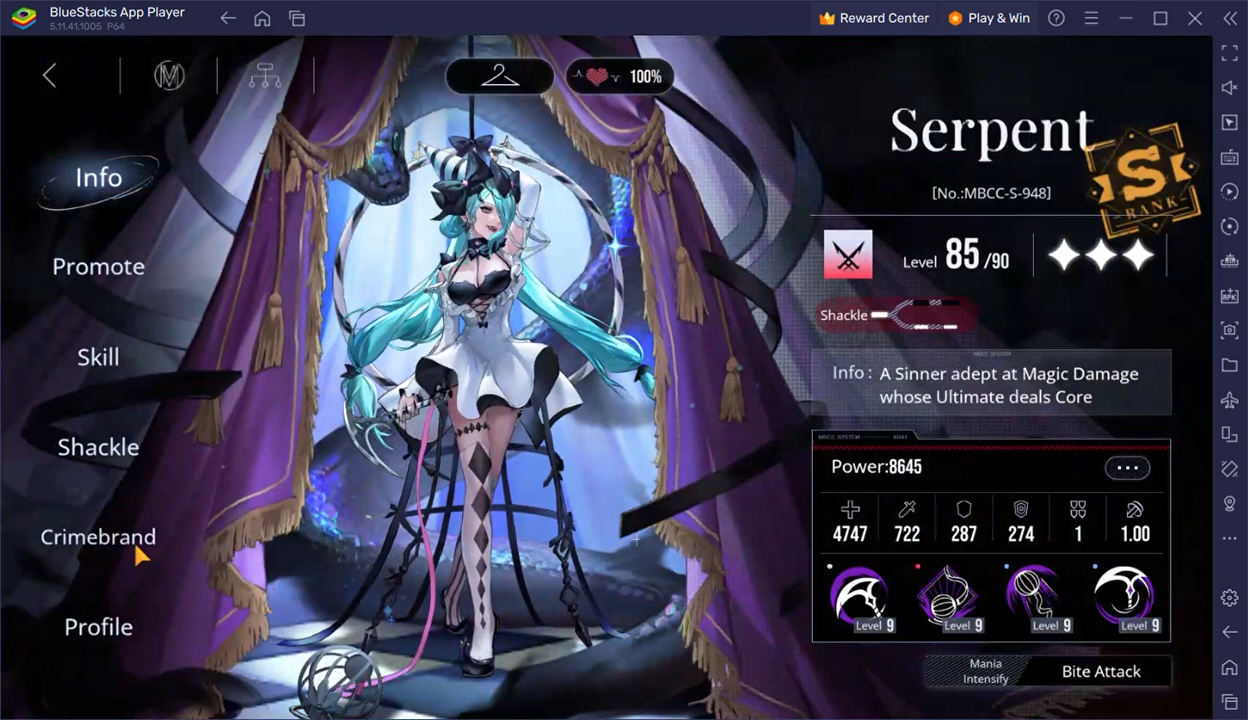 BlueStacks App Player
5.11.41.1005 P64
Reward Center
Play & Win
100%
Serpent
S
RANK
[No.:MBCC-S-948]
Info
Level 85 /90
Promote
Shackle
Skill
Info : A Sinner adept at Magic Damage
whose Ultimate deals Core
Shackle
Power:8645
4747 722 287 274 1 1.00
Crimebrand
Level 9 Level 9 Level 9 Level 9
Profile
Mania
Intensify
Bite Attack